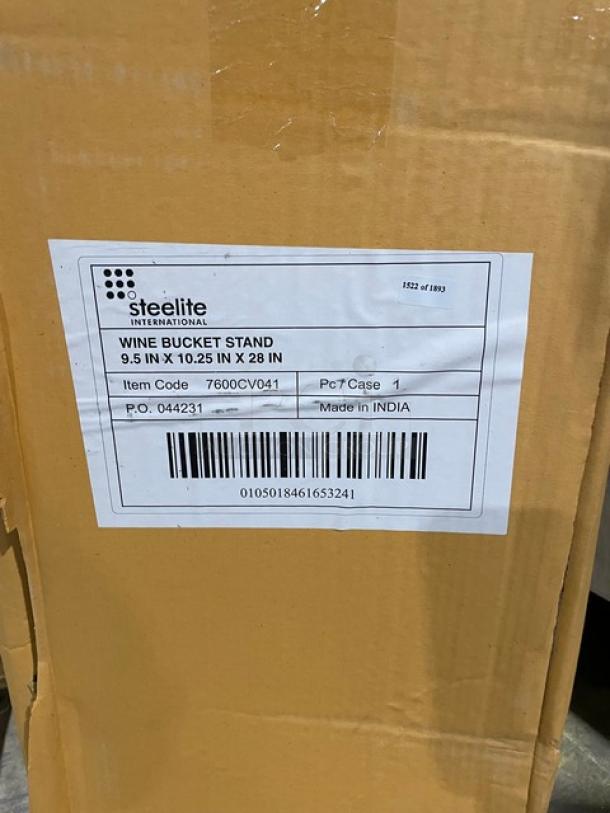 steelite
INTERNATIONAL
1522 of 1893
WINE BUCKET STAND
9.5 IN X 10.25 IN X 28 IN
Item Code 7600CV041 Pc/Case 1
P.O. 044231 Made in INDIA
0105018461653241